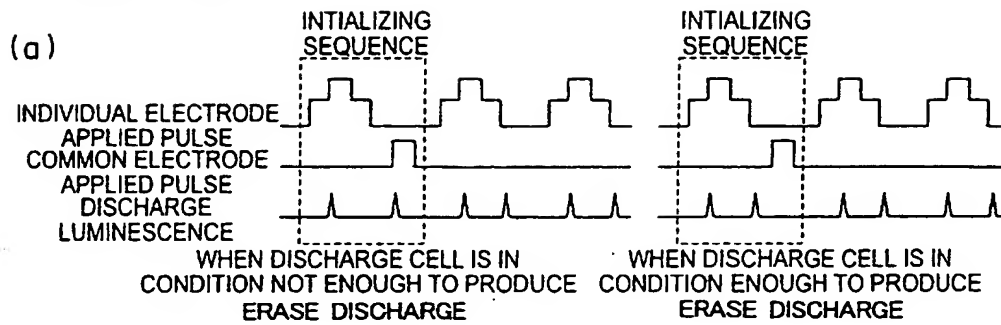 (a)
INTIALIZING
SEQUENCE
INTIALIZING
SEQUENCE
INDIVIDUAL ELECTRODE
APPLIED PULSE
COMMON ELECTRODE
APPLIED PULSE
DISCHARGE
LUMINESCENCE
WHEN DISCHARGE CELL IS IN
CONDITION NOT ENOUGH TO PRODUCE
ERASE DISCHARGE
WHEN DISCHARGE CELL IS IN
CONDITION ENOUGH TO PRODUCE
ERASE DISCHARGE